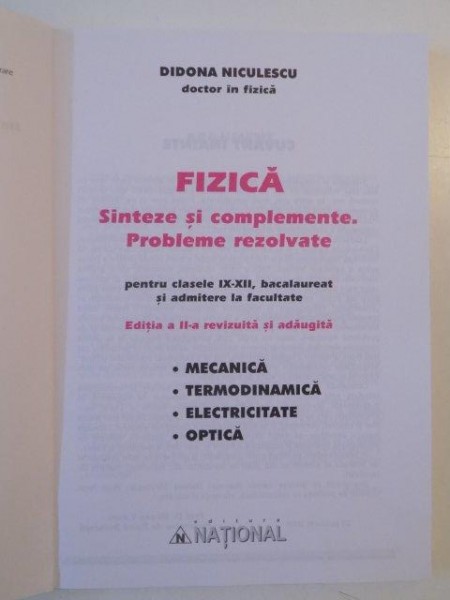 DIDONA NICULESCU
doctor în fizică
FIZICĂ
Sinteze și complemente.
Probleme rezolvate
pentru clasele IX-XII, bacalaureat
și admitere la facultate
Ediția a II-a revizuită și adăugită
• MECANICĂ
• TERMODINAMICĂ
• ELECTRICITATE
• OPTICĂ
editura
N NAȚIONAL